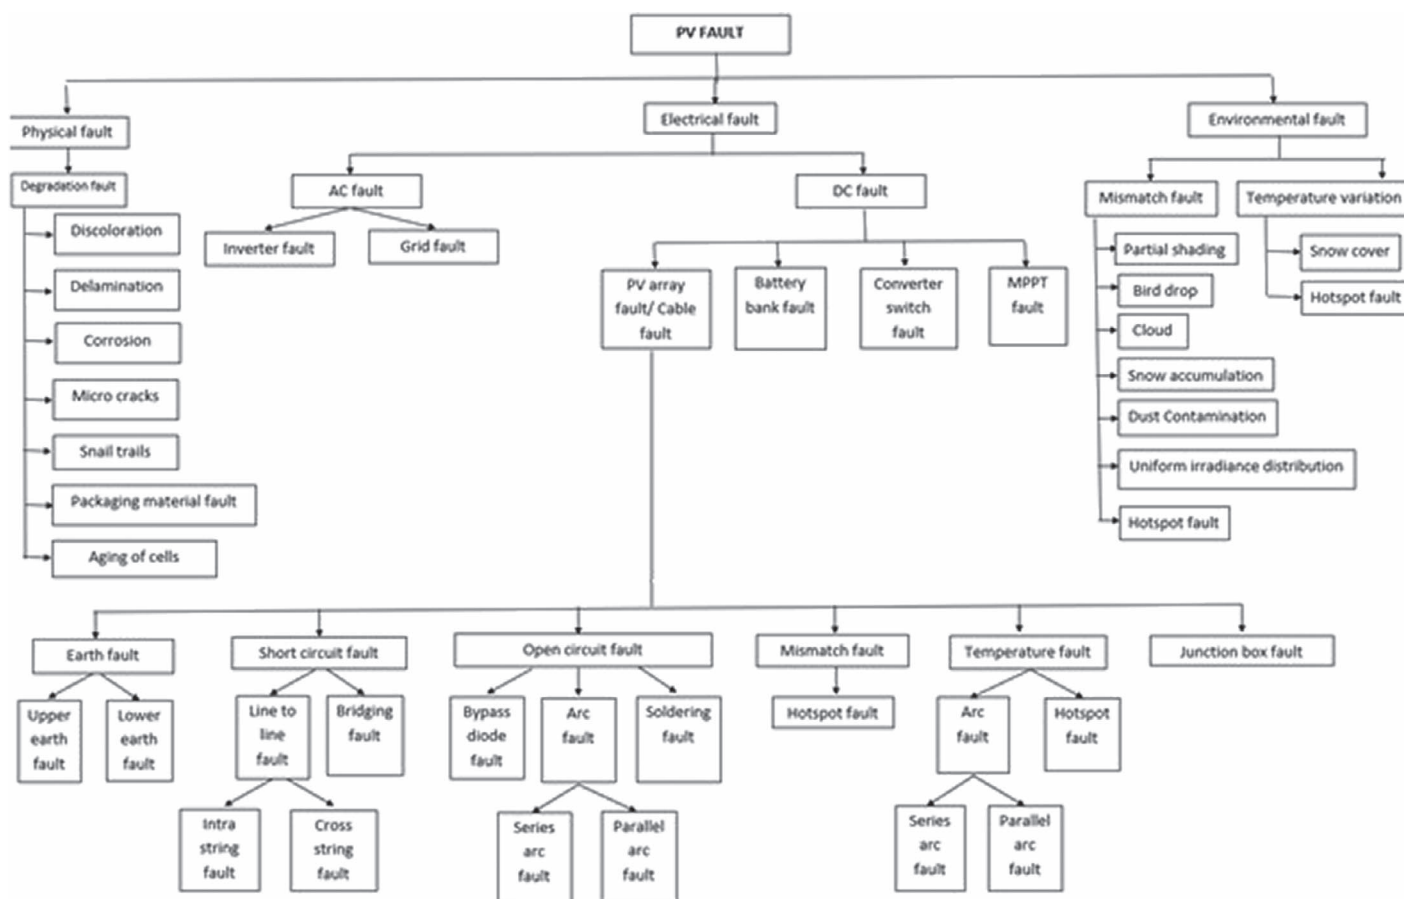 PV FAULT
Physical fault
Electrical fault
Environmental fault
Degradation fault
AC fault
DC fault
Mismatch fault
Temperature variation
Discoloration
Delamination
Corrosion
Micro cracks
Snail trails
Packaging material fault
Aging of cells
Inverter fault
Grid fault
PV array
fault/ Cable
fault
Battery
bank fault
Converter
switch
fault
MPPT
fault
Partial shading
Bird drop
Cloud
Snow accumulation
Dust Contamination
Uniform irradiance distribution
Hotspot fault
Snow cover
Hotspot fault
Earth fault
Short circuit fault
Open circuit fault
Mismatch fault
Temperature fault
Junction box fault
Upper
earth
fault
Lower
earth
fault
Line to
line
fault
Bridging
fault
Bypass
diode
fault
Arc
fault
Soldering
fault
Hotspot fault
Arc
fault
Hotspot
fault
Intra
string
fault
Cross
string
fault
Series
arc
fault
Parallel
arc
fault
Series
arc
fault
Parallel
arc
fault